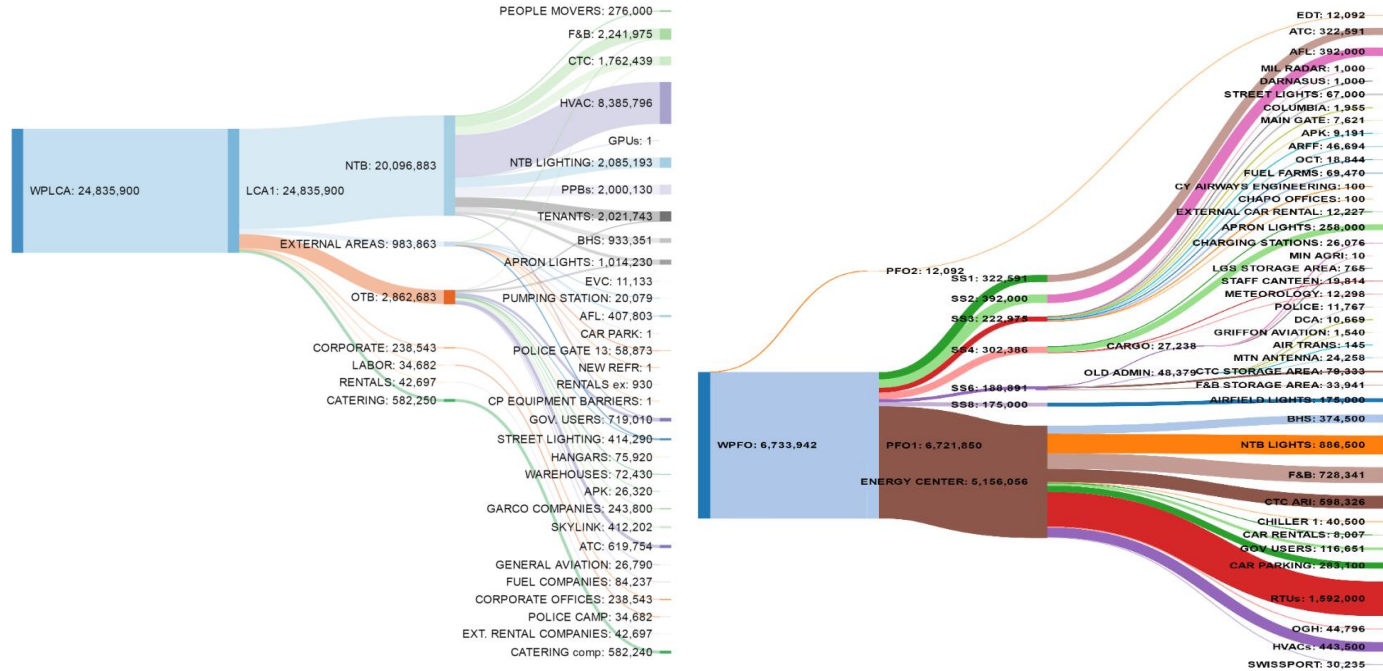 PEOPLE MOVERS: 276,000
F&B: 2,241,975
CTC: 1,762,439
HVAC: 8,385,796
GPUs: 1
WPLCA: 24,835,900
LCA1: 24,835,900
NTB: 20,096,883
NTB LIGHTING: 2,085,193
PPBs: 2,000,130
TENANTS: 2,021,743
BHS: 933,351
EXTERNAL AREAS: 983,863
APRON LIGHTS: 1,014,230
EVC: 11,133
OTB: 2,862,683
PUMPING STATION: 20,079
AFL: 407,803
CAR PARK: 1
CORPORATE: 238,543
POLICE GATE 13: 58,873
LABOR: 34,682
NEW REFR: 1
RENTALS: 42,697
RENTALS ex: 930
CATERING: 582,250
CP EQUIPMENT BARRIERS: 1
GOV. USERS: 719,010
STREET LIGHTING: 414,290
HANGARS: 75,920
WAREHOUSES: 72,430
APK: 26,320
GARCO COMPANIES: 243,800
SKYLINK: 412,202
ATC: 619,754
GENERAL AVIATION: 26,790
FUEL COMPANIES: 84,237
CORPORATE OFFICES: 238,543
POLICE CAMP: 34,682
EXT. RENTAL COMPANIES: 42,697
CATERING comp: 582,240
EDT: 12,092
ATC: 322,591
AFL: 392,000
MIL RADAR: 1,000
DARNASUS: 1,000
STREET LIGHTS: 67,000
COLUMBIA: 1,955
MAIN GATE: 7,621
APK: 9,191
ARFF: 46,694
OCT: 18,844
FUEL FARMS: 69,470
CY AIRWAYS ENGINEERING: 100
CHAPO OFFICES: 100
EXTERNAL CAR RENTAL: 12,227
APRON LIGHTS: 258,000
CHARGING STATIONS: 26,076
MIN AGRI: 10
PFO2: 12,092
LGS STORAGE AREA: 765
SS1: 322,591
STAFF CANTEEN: 19,814
METEOROLOGY: 12,298
SS2: 392,000
POLICE: 11,767
SS3: 222,975
DCA: 10,669
GRIFFON AVIATION: 1,540
SS4: 302,386
CARGO: 27,238
AIR TRANS: 145
MTN ANTENNA: 24,258
OLD ADMIN: 48,379
CTC STORAGE AREA: 79,333
SS6: 188,891
F&B STORAGE AREA: 33,941
SS8: 175,000
AIRFIELD LIGHTS: 175,000
BHS: 374,500
WPFO: 6,733,942
PFO1: 6,721,850
NTB LIGHTS: 886,500
F&B: 728,341
ENERGY CENTER: 5,156,056
CTC ARI: 598,326
CHILLER 1: 40,500
CAR RENTALS: 8,007
GOV USERS: 116,651
CAR PARKING: 283,100
RTUs: 1,592,000
OGH: 44,796
HVACs: 443,500
SWISSPORT: 30,235